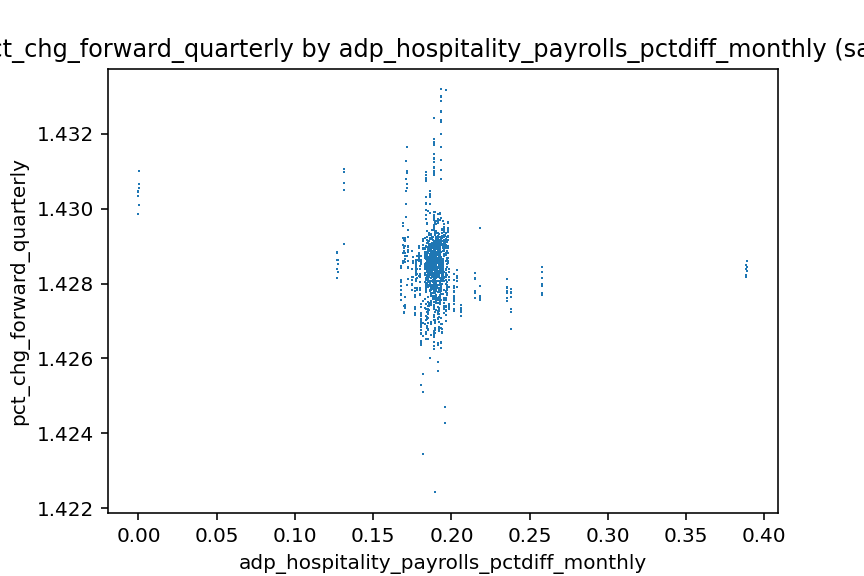 ct_chg_forward_quarterly by adp_hospitality_payrolls_pctdiff_monthly (sa
pct_chg_forward_quarterly
1.432
1.430
1.428
1.426
1.424
1.422
0.00 0.05 0.10 0.15 0.20 0.25 0.30 0.35 0.40
adp_hospitality_payrolls_pctdiff_monthly